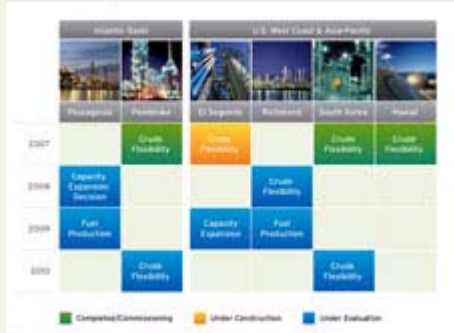 Atlantic Basin
U.S. West Coast & Asia-Pacific
Pascagoula
Pembroke
El Segundo
Richmond
South Korea
Hawaii
2007
Crude
Flexibility
Crude
Flexibility
Crude
Flexibility
Crude
Flexibility
2008
Capacity
Expansion
Decision
Crude
Flexibility
2009
Fuel
Production
Capacity
Expansion
Fuel
Production
2010
Crude
Flexibility
Crude
Flexibility
Completed/Commissioning
Under Construction
Under Evaluation